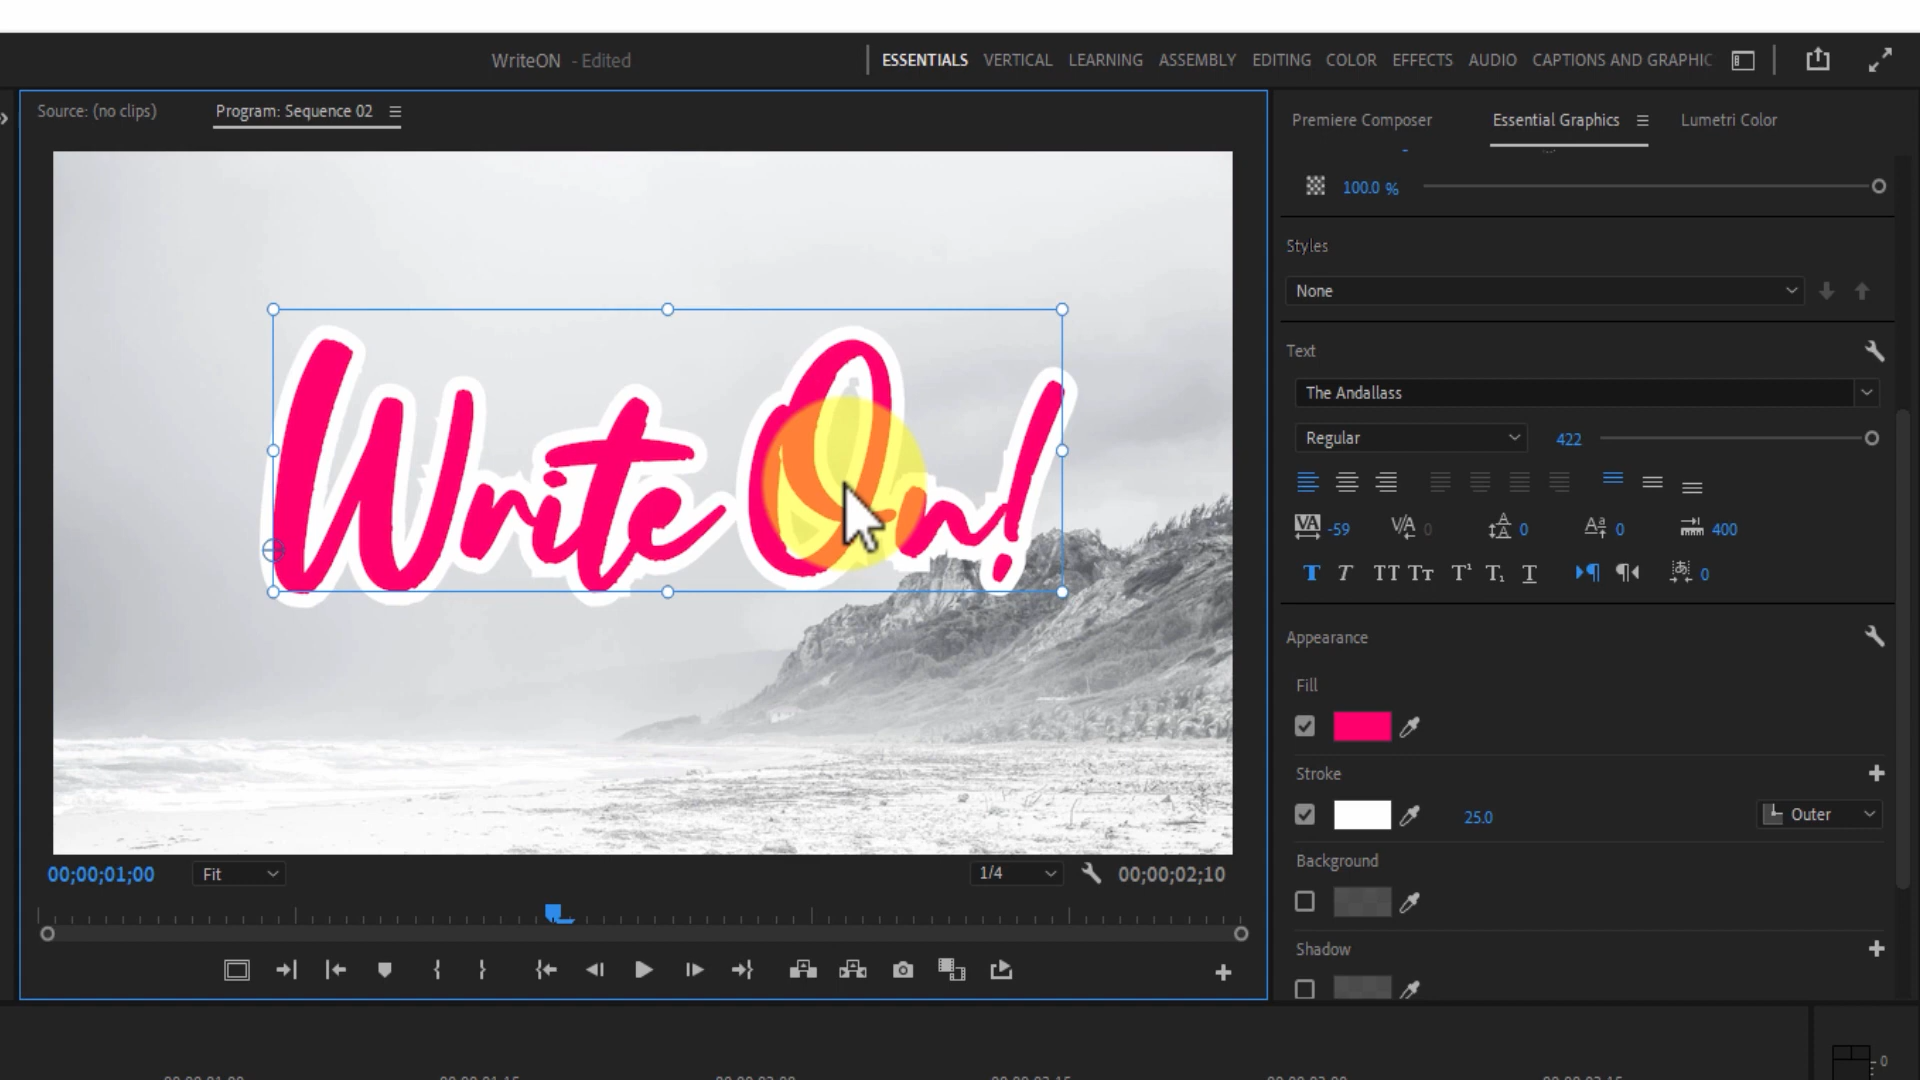 WriteON - Edited
ESSENTIALS VERTICAL LEARNING ASSEMBLY EDITING COLOR EFFECTS AUDIO CAPTIONS AND GRAPHIC
Source: (no clips) Program: Sequence 02
Premiere Composer Essential Graphics Lumetri Color
100.0 %
Styles
None
Write On!
Text
The Andallass
Regular 422
-59 0 0 0 400
0
Appearance
Fill
Stroke
25.0 Outer
Background
Shadow
00;00;01;00 Fit 1/4 00;00;02;10
0